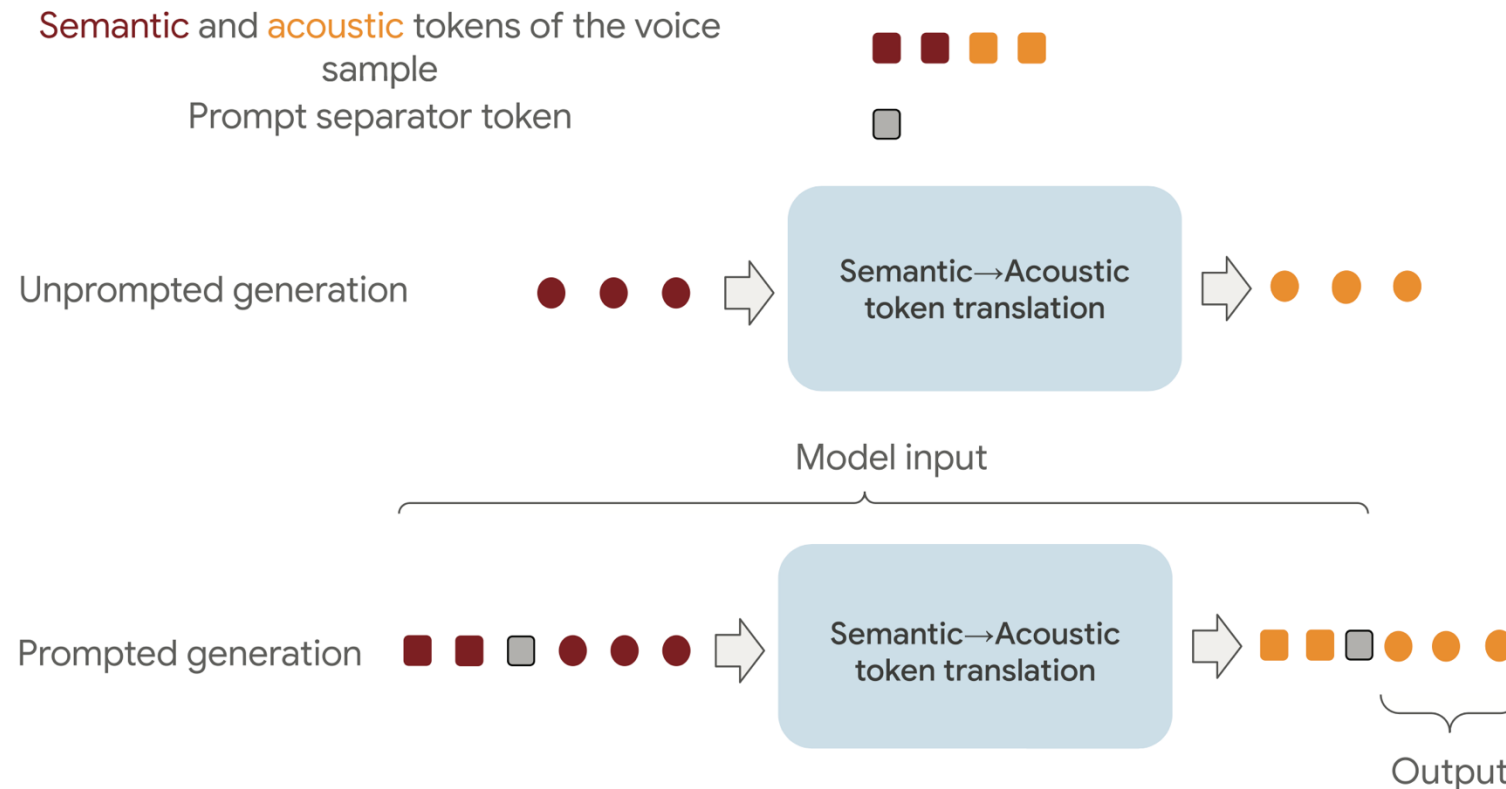 Semantic and acoustic tokens of the voice
sample
Prompt separator token
Unprompted generation
Semantic→Acoustic
token translation
Model input
Prompted generation
Semantic→Acoustic
token translation
Output